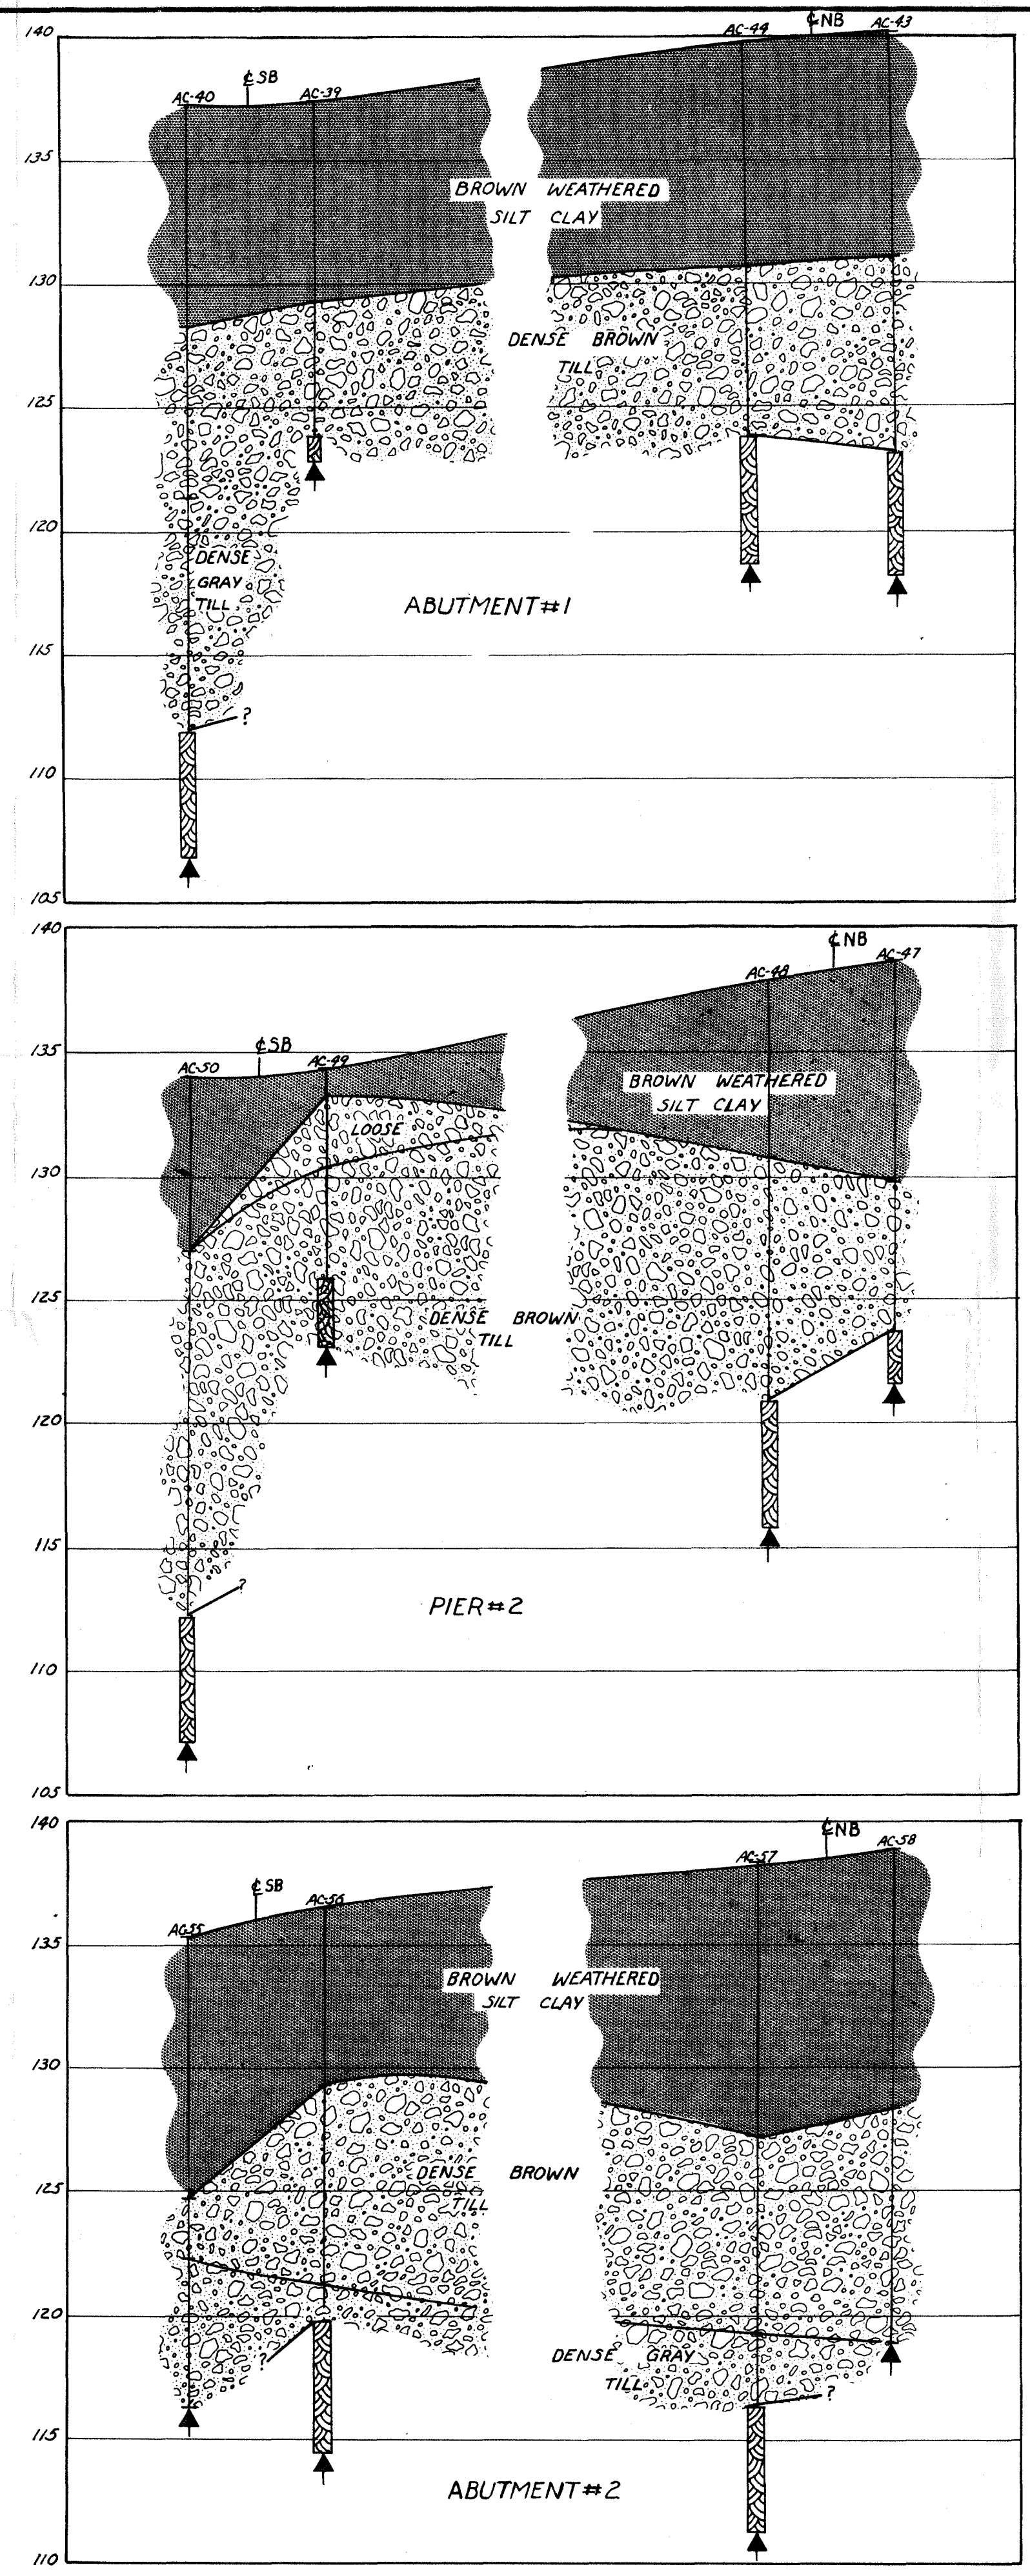 140
AC-40
℄ SB
AC-39
AC-44
℄ NB
AC-43
135
BROWN WEATHERED
SILT CLAY
130
DENSE BROWN
TILL
125
120
DENSE
GRAY
TILL
ABUTMENT #1
115
?
110
105
140
AC-50
℄ SB
AC-49
AC-48
℄ NB
AC-47
135
BROWN WEATHERED
SILT CLAY
LOOSE
130
125
DENSE BROWN
TILL
120
115
?
PIER #2
110
105
140
AC-55
℄ SB
AC-56
AC-57
℄ NB
AC-58
135
BROWN WEATHERED
SILT CLAY
130
DENSE BROWN
TILL
125
120
?
DENSE GRAY
TILL
?
115
ABUTMENT #2
110